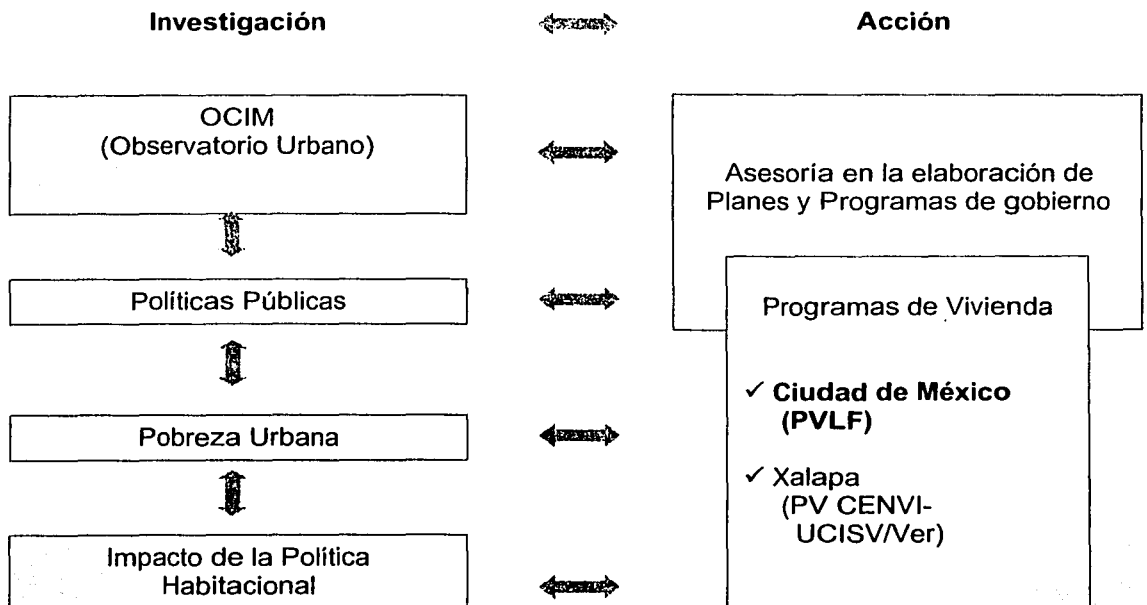 Investigación
Acción
OCIM
(Observatorio Urbano)
Políticas Públicas
Pobreza Urbana
Impacto de la Política
Habitacional
Asesoría en la elaboración de
Planes y Programas de gobierno
Programas de Vivienda
✓ Ciudad de México
(PVLF)
✓ Xalapa
(PV CENVI-
UCISV/Ver)